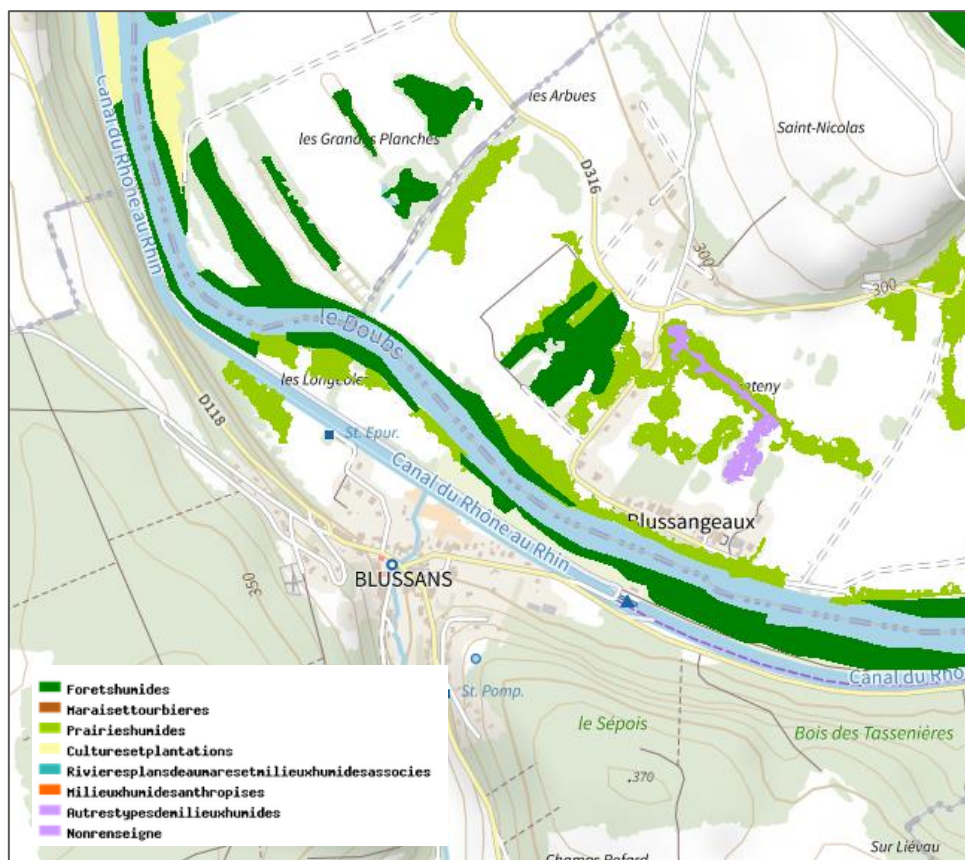 les Arbues
Saint-Nicolas
les Grandes Planches
Canal du Rhône au Rhin
D316
300
300
le Doubs
les Longeole
D118
St. Epur.
Canal du Rhône au Rhin
Blussangeaux
BLUSSANS
350
Canal du Rho
St. Pomp.
le Sépois
Bois des Tassenières
.370
Sur Liévau
Foretshumides
Maraisettourbieres
Prairieshumides
Culturesetplantations
Rivieresplansdeaumaresetmilieuxhumidesassocies
Milieuxhumidesanthropises
Autrestypesdemilieuxhumides
Nonrenseigne